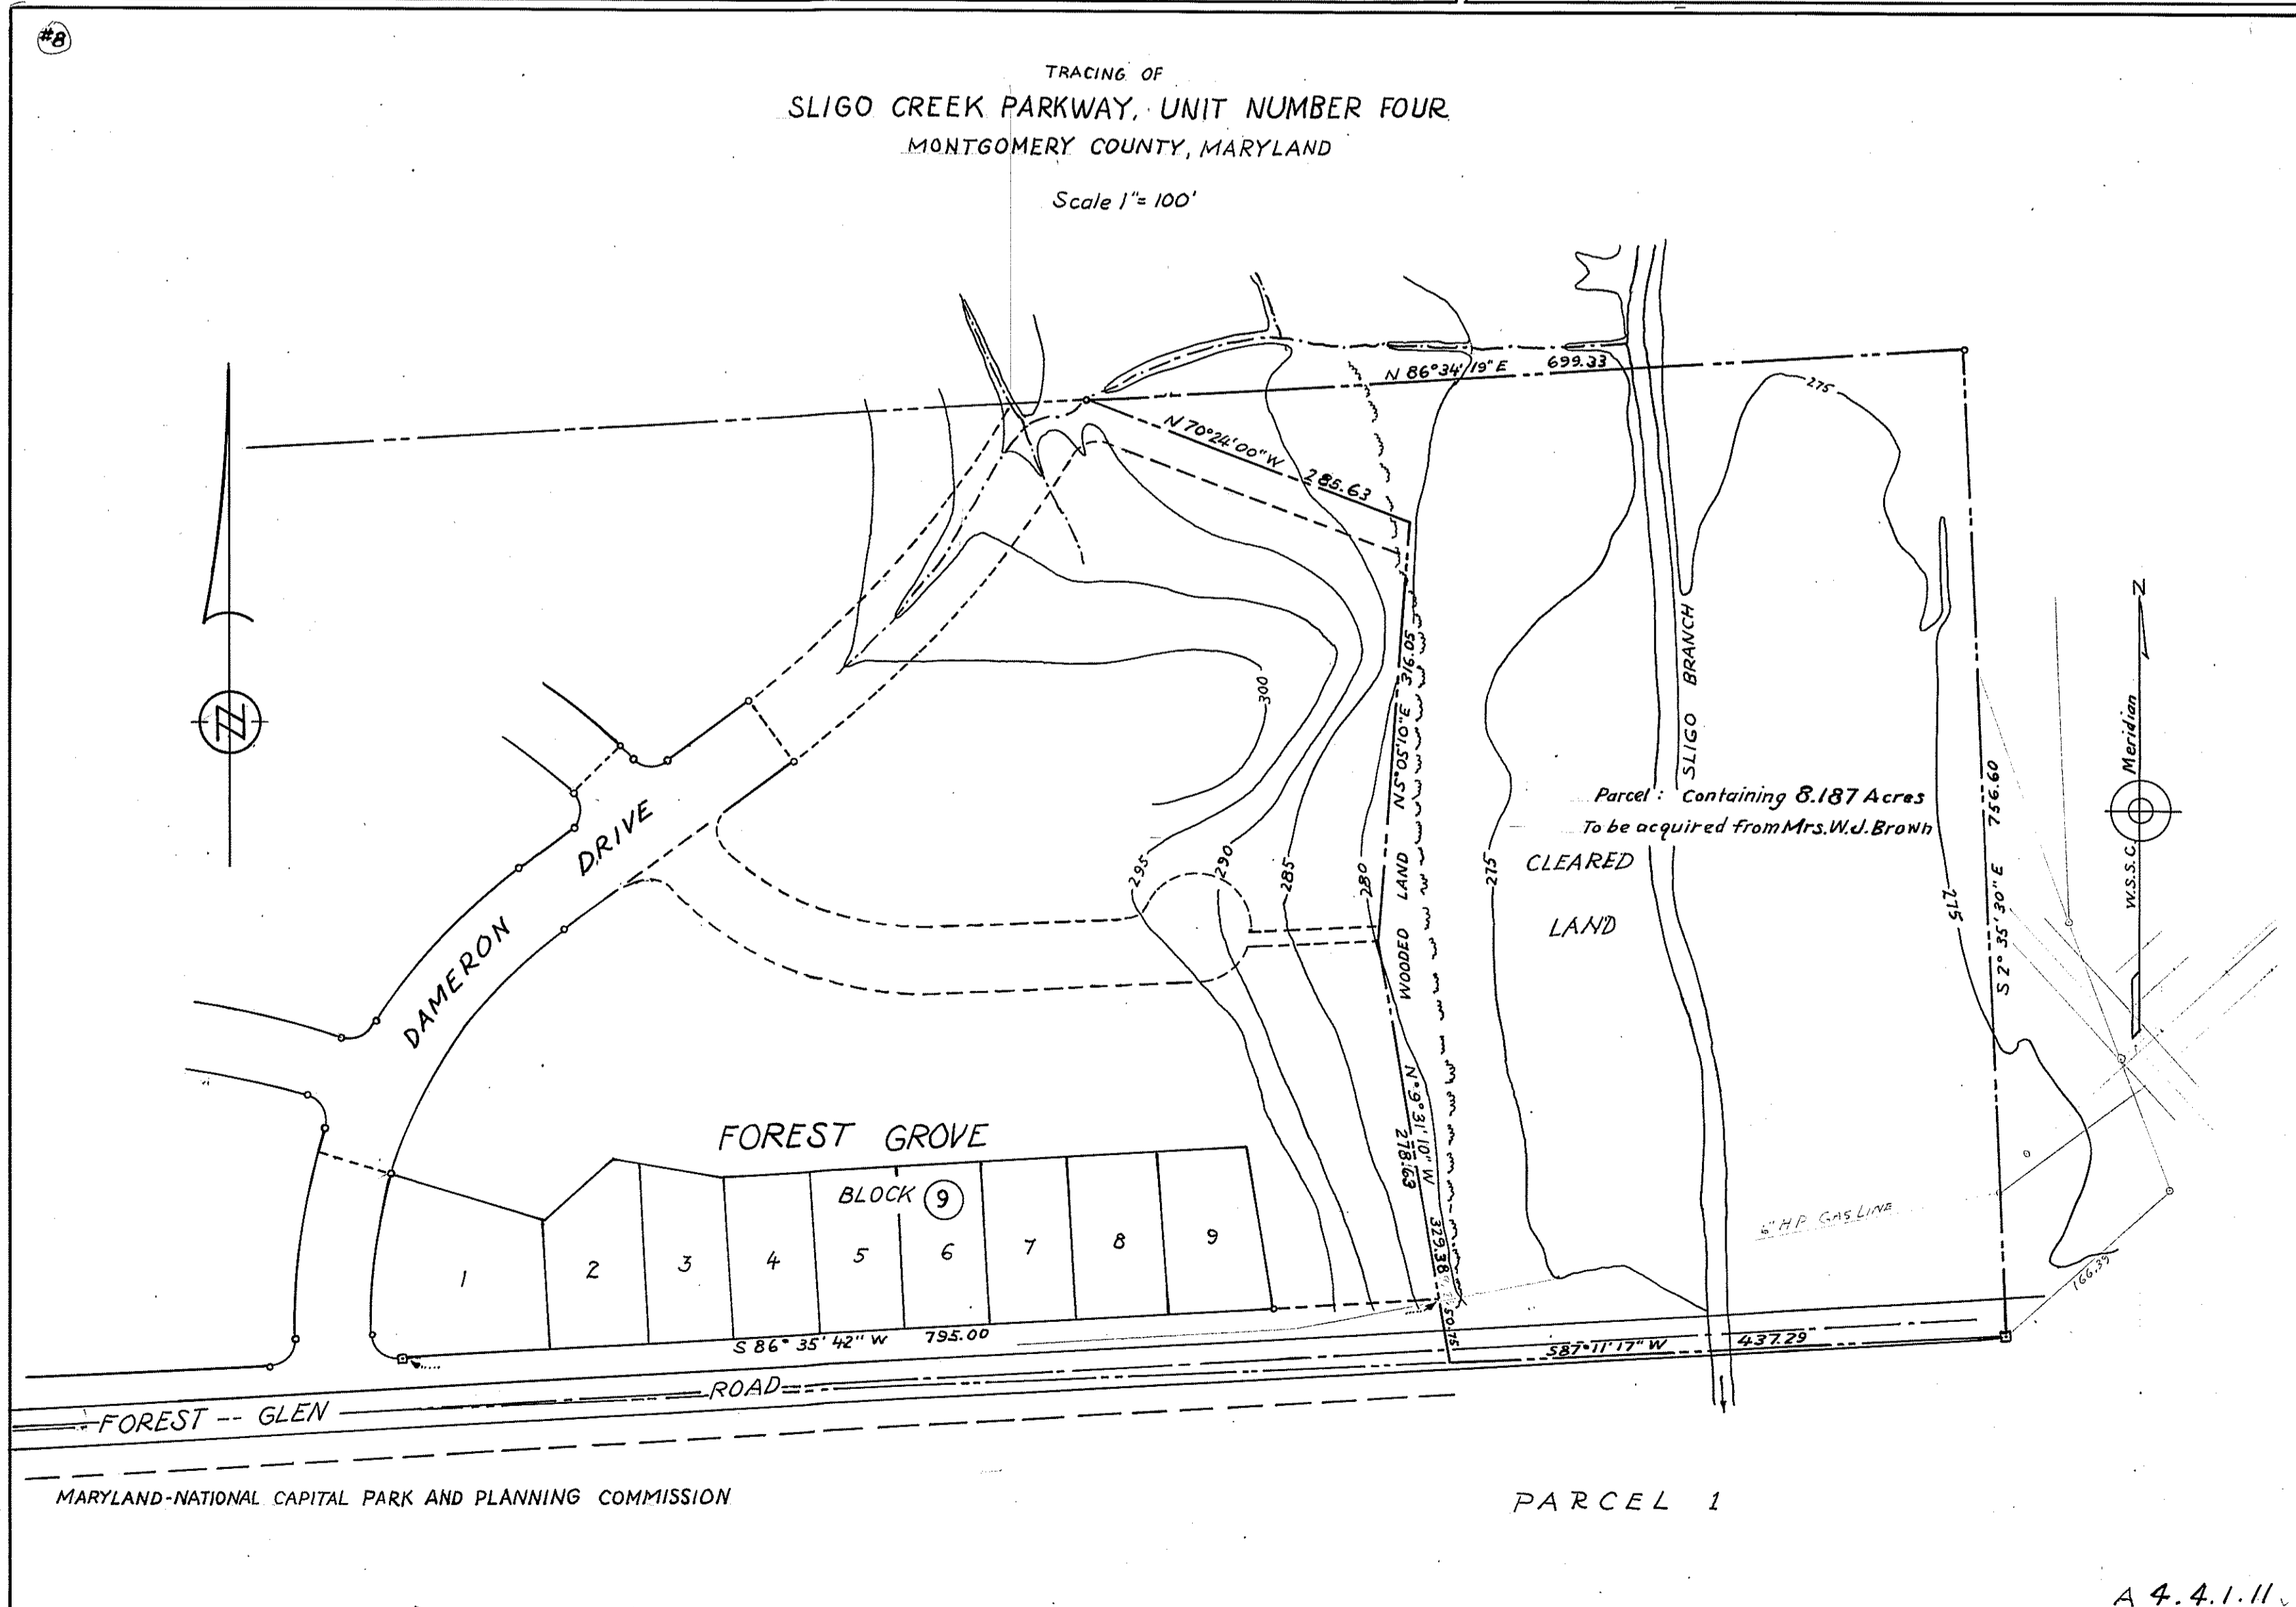 #8
TRACING OF
SLIGO CREEK PARKWAY, UNIT NUMBER FOUR
MONTGOMERY COUNTY, MARYLAND
Scale 1"= 100'
N 86°34'19"E 699.33
275
N 70°24'00"W 285.63
N5°05'10"E 316.05
300
SLIGO BRANCH
N
W.S.S.C. Meridian
S 2° 35' 30" E 756.60
Parcel : Containing 8.187 Acres
To be acquired from Mrs. W. J. Brown
CLEARED
LAND
WOODED LAND
295
290
285
280
275
275
DAMERON DRIVE
N 9° 31' 10" W
278.63
329.38
50.75
FOREST GROVE
BLOCK 9
1
2
3
4
5
6
7
8
9
6" H.P. GAS LINE
166.39
S 86° 35' 42" W 795.00
S87°11'17" W 437.29
FOREST -- GLEN ROAD
MARYLAND-NATIONAL CAPITAL PARK AND PLANNING COMMISSION
PARCEL 1
A 4.4.1.11